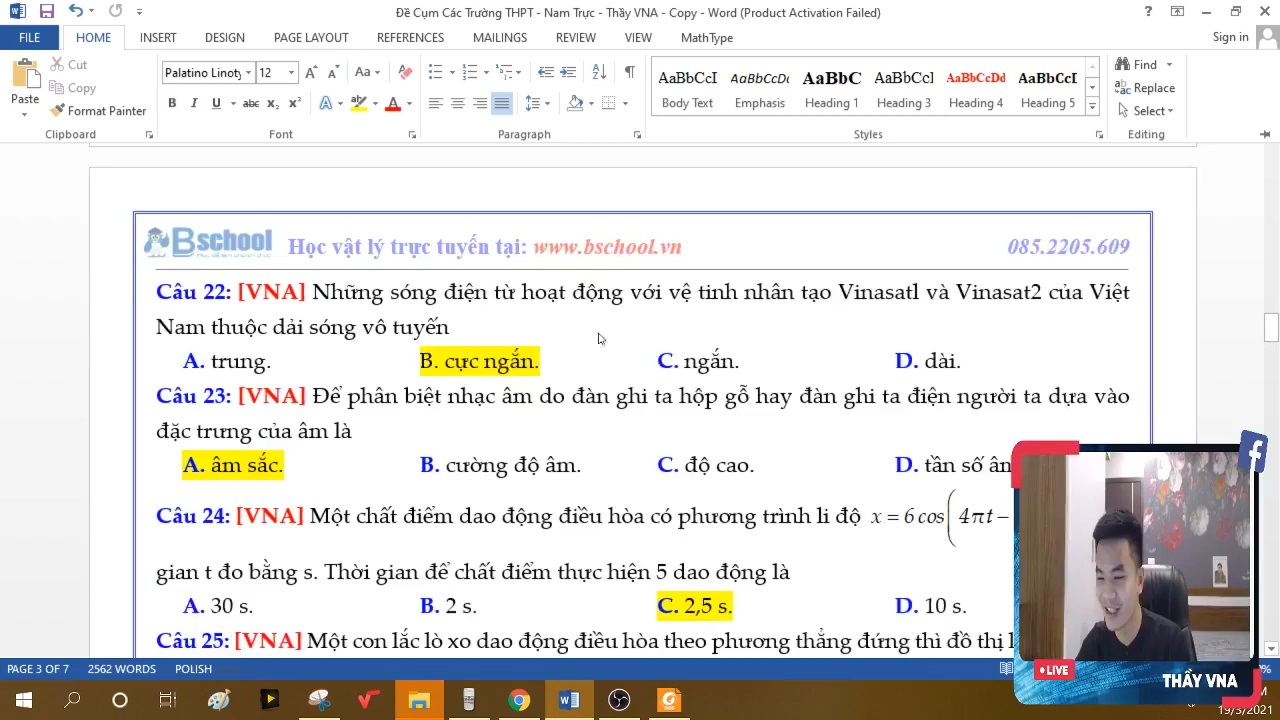 Đề Cụm Các Trường THPT - Nam Trực - Thầy VNA - Copy - Word (Product Activation Failed)
FILE HOME INSERT DESIGN PAGE LAYOUT REFERENCES MAILINGS REVIEW VIEW MathType Sign in
Cut
Copy
Format Painter
Paste
Palatino Linoty 12
AaBbCcI AaBbCcDc AaBbC AaBbCcI AaBbCcDd AaBbCcI
Body Text Emphasis Heading 1 Heading 3 Heading 4 Heading 5
Find
Replace
Select
Clipboard Font Paragraph Styles Editing
Bschool Học vật lý trực tuyến tại: www.bschool.vn 085.2205.609
Câu 22: [VNA] Những sóng điện từ hoạt động với vệ tinh nhân tạo Vinasat1 và Vinasat2 của Việt
Nam thuộc dải sóng vô tuyến
A. trung. B. cực ngắn. C. ngắn. D. dài.
Câu 23: [VNA] Để phân biệt nhạc âm do đàn ghi ta hộp gỗ hay đàn ghi ta điện người ta dựa vào
đặc trưng của âm là
A. âm sắc. B. cường độ âm. C. độ cao. D. tần số âm
Câu 24: [VNA] Một chất điểm dao động điều hòa có phương trình li độ x = 6 cos( 4πt −
gian t đo bằng s. Thời gian để chất điểm thực hiện 5 dao động là
A. 30 s. B. 2 s. C. 2,5 s. D. 10 s.
Câu 25: [VNA] Một con lắc lò xo dao động điều hòa theo phương thẳng đứng thì đồ thị
LIVE
THẦY VNA
PAGE 3 OF 7 2562 WORDS POLISH
19/3/2021